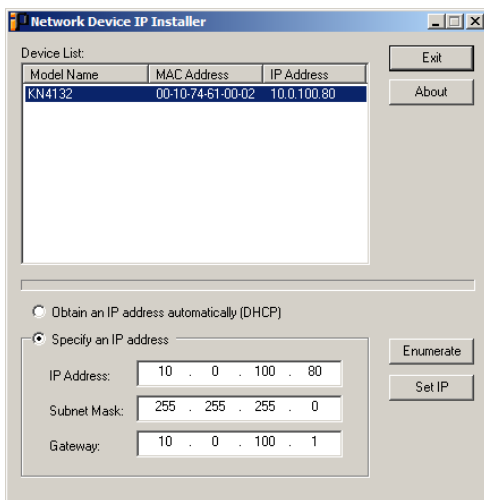 Network Device IP Installer
Device List:
Exit
Model Name MAC Address IP Address
KN4132 00-10-74-61-00-02 10.0.100.80
About
Obtain an IP address automatically (DHCP)
Specify an IP address
Enumerate
IP Address: 10 . 0 . 100 . 80
Set IP
Subnet Mask: 255 . 255 . 255 . 0
Gateway: 10 . 0 . 100 . 1